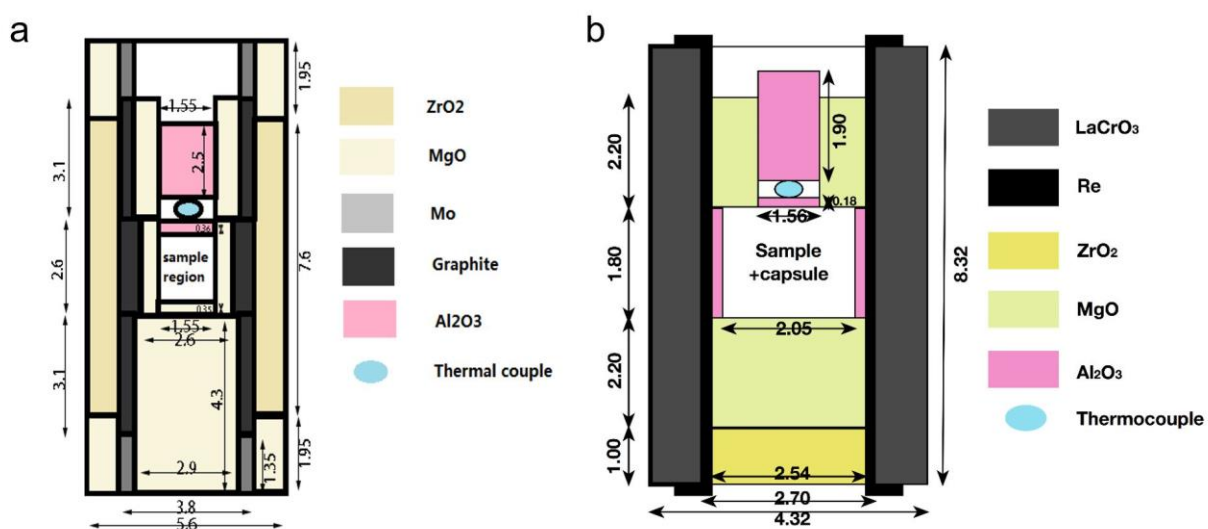 a
1.95
1.55
ZrO2
2.5
MgO
3.1
Mo
0.36
Graphite
sample
region
2.6
7.6
Al2O3
0.35
1.55
2.6
Thermal couple
3.1
4.3
2.9
1.35
1.95
3.8
5.6
b
LaCrO₃
1.90
2.20
Re
0.18
1.56
ZrO₂
Sample
+capsule
1.80
8.32
MgO
2.05
Al₂O₃
2.20
Thermocouple
1.00
2.54
2.70
4.32